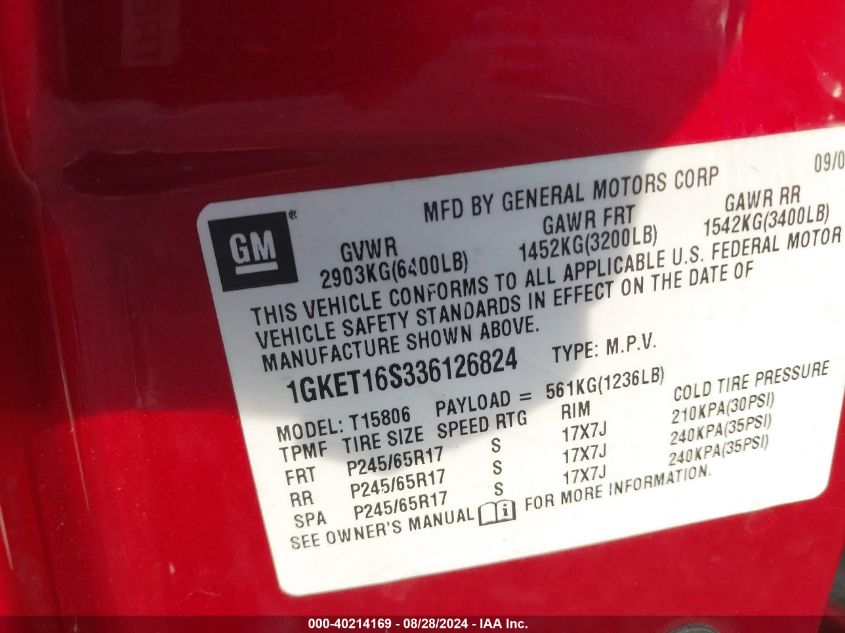 09/0
MFD BY GENERAL MOTORS CORP
GM ®
GVWR GAWR FRT GAWR RR
2903KG(6400LB) 1452KG(3200LB) 1542KG(3400LB)
THIS VEHICLE CONFORMS TO ALL APPLICABLE U.S. FEDERAL MOTOR
VEHICLE SAFETY STANDARDS IN EFFECT ON THE DATE OF
MANUFACTURE SHOWN ABOVE.
1GKET16S336126824 TYPE: M.P.V.
MODEL: T15806 PAYLOAD = 561KG(1236LB)
TPMF TIRE SIZE SPEED RTG RIM COLD TIRE PRESSURE
FRT P245/65R17 S 17X7J 210KPA(30PSI)
RR P245/65R17 S 17X7J 240KPA(35PSI)
SPA P245/65R17 S 17X7J 240KPA(35PSI)
SEE OWNER'S MANUAL FOR MORE INFORMATION.
000-40214169 - 08/28/2024 - IAA Inc.